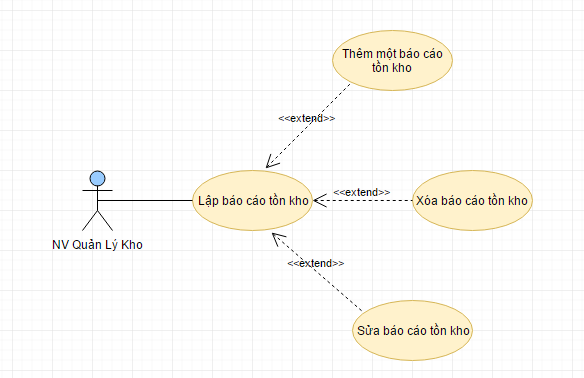 Thêm một báo cáo
tồn kho
<<extend>>
Lập báo cáo tồn kho
<<extend>>
Xóa báo cáo tồn kho
NV Quản Lý Kho
<<extend>>
Sửa báo cáo tồn kho